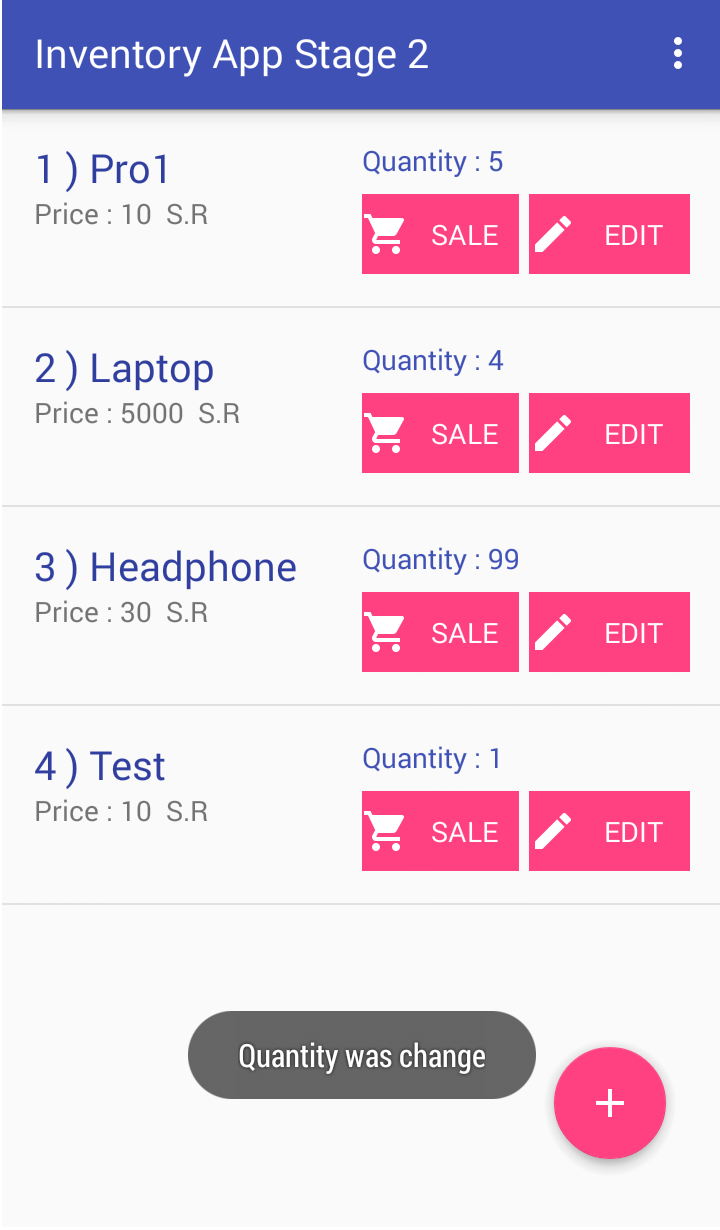 Inventory App Stage 2
1 ) Pro1
Price : 10  S.R
Quantity : 5
SALE
EDIT
2 ) Laptop
Price : 5000  S.R
Quantity : 4
SALE
EDIT
3 ) Headphone
Price : 30  S.R
Quantity : 99
SALE
EDIT
4 ) Test
Price : 10  S.R
Quantity : 1
SALE
EDIT
Quantity was change